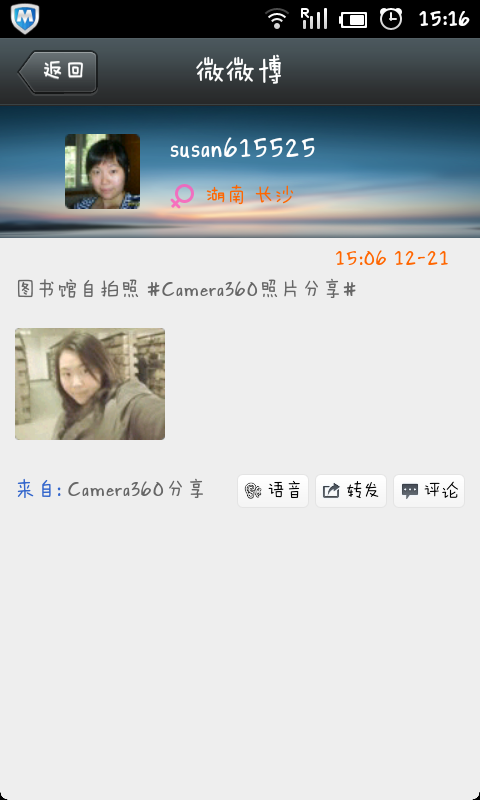 15:16
返回
微微博
susan615525
湖南 长沙
15:06 12-21
图书馆自拍照 #Camera360照片分享#
来自: Camera360分享
语音
转发
评论